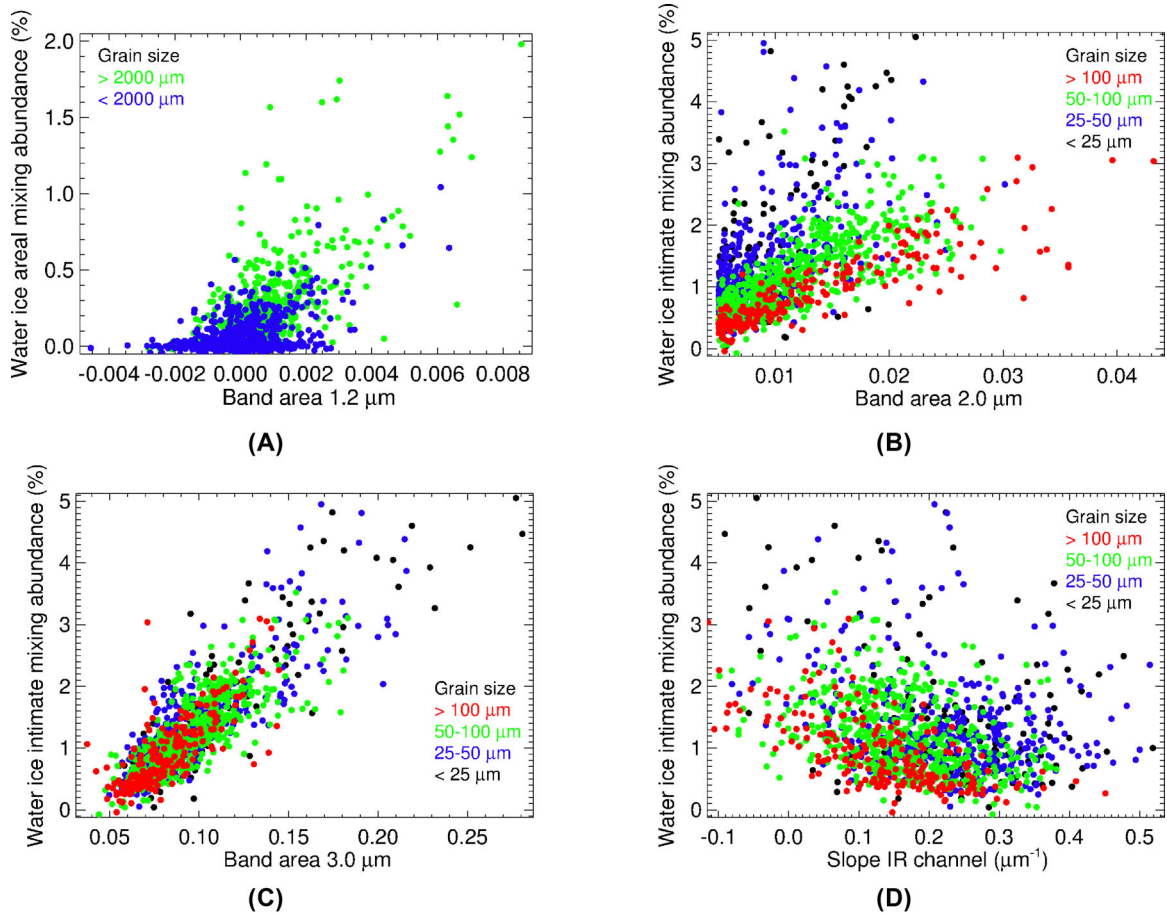 Water ice areal mixing abundance (%)
2.0
1.5
1.0
0.5
0.0
Grain size
> 2000 μm
< 2000 μm
-0.004 -0.002 0.000 0.002 0.004 0.006 0.008
Band area 1.2 μm
(A)
Water ice intimate mixing abundance (%)
5
4
3
2
1
0
Grain size
> 100 μm
50-100 μm
25-50 μm
< 25 μm
0.01 0.02 0.03 0.04
Band area 2.0 μm
(B)
Water ice intimate mixing abundance (%)
5
4
3
2
1
0
Grain size
> 100 μm
50-100 μm
25-50 μm
< 25 μm
0.05 0.10 0.15 0.20 0.25
Band area 3.0 μm
(C)
Water ice intimate mixing abundance (%)
5
4
3
2
1
0
Grain size
> 100 μm
50-100 μm
25-50 μm
< 25 μm
-0.1 0.0 0.1 0.2 0.3 0.4 0.5
Slope IR channel (μm⁻¹)
(D)